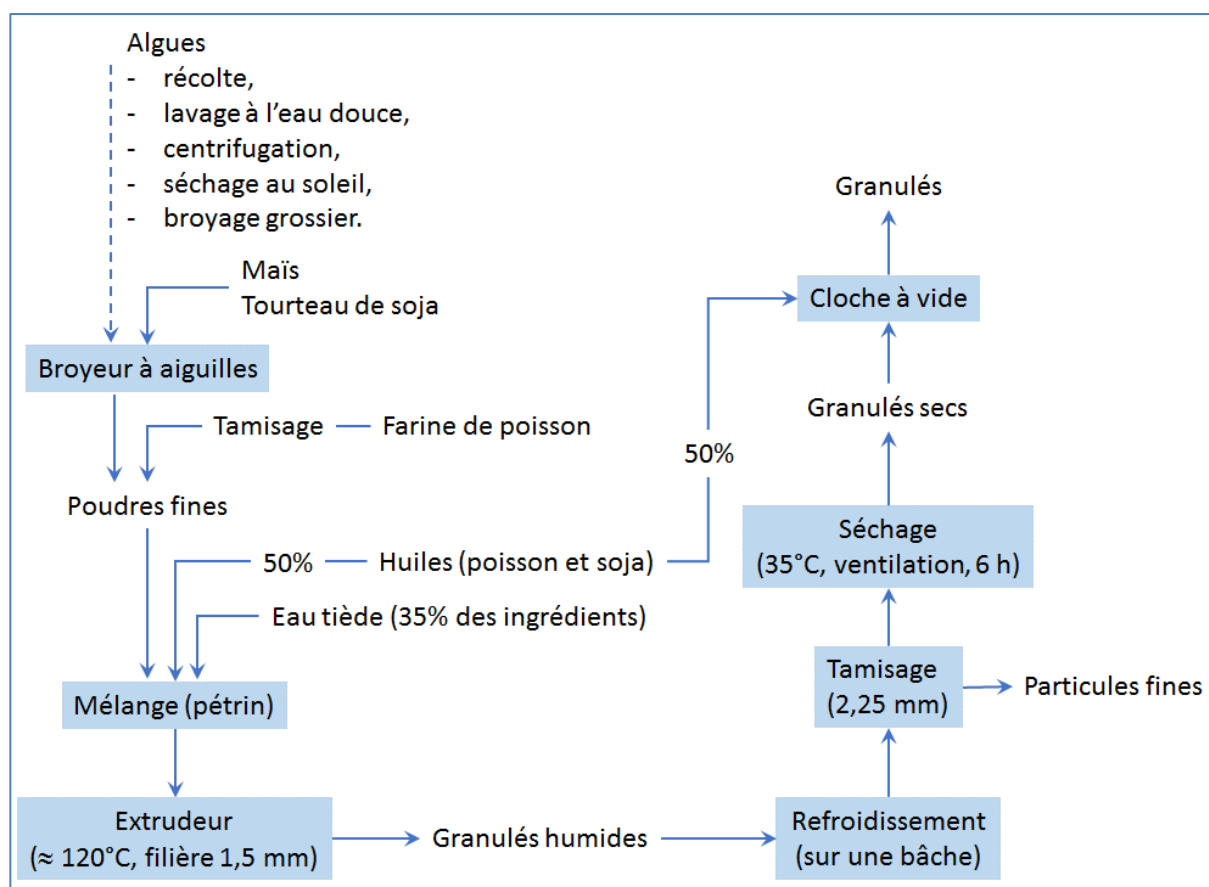 Algues
- récolte,
- lavage à l'eau douce,
- centrifugation,
- séchage au soleil,
- broyage grossier.
Maïs
Tourteau de soja
Broyeur à aiguilles
Tamisage
Farine de poisson
Poudres fines
50%
Huiles (poisson et soja)
Eau tiède (35% des ingrédients)
Mélange (pétrin)
Extrudeur
(≈ 120°C, filière 1,5 mm)
Granulés humides
Refroidissement
(sur une bâche)
Tamisage
(2,25 mm)
Particules fines
Séchage
(35°C, ventilation, 6 h)
Granulés secs
50%
Cloche à vide
Granulés